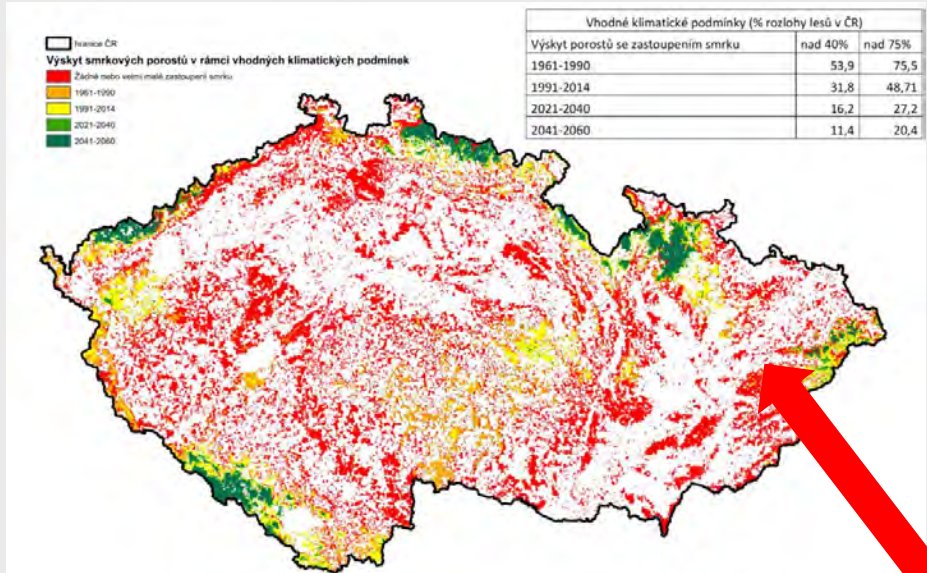 hranice ČR
Výskyt smrkových porostů v rámci vhodných klimatických podmínek
Žádné nebo velmi malé zastoupení smrku
1961-1990
1991-2014
2021-2040
2041-2060
Vhodné klimatické podmínky (% rozlohy lesů v ČR)
Výskyt porostů se zastoupením smrku nad 40% nad 75%
1961-1990 53,9 75,5
1991-2014 31,8 48,71
2021-2040 16,2 27,2
2041-2060 11,4 20,4